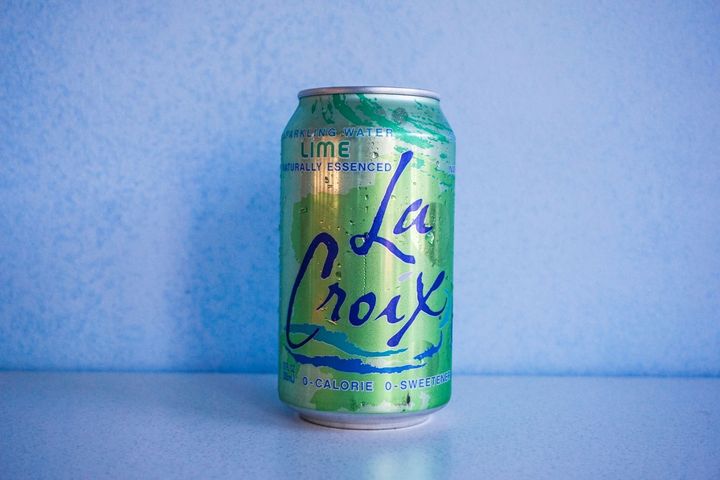 SPARKLING WATER
LIME
NATURALLY ESSENCED
La
Croix
0-CALORIE 0-SWEETENER